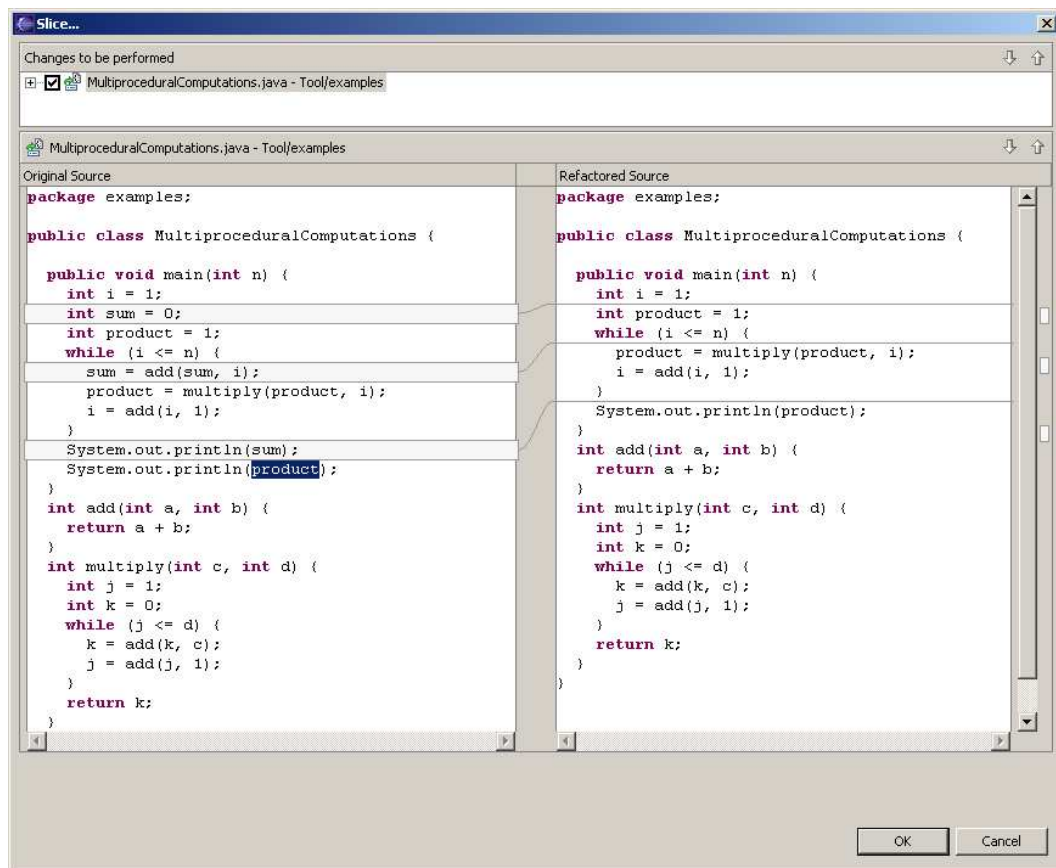 Slice...
Changes to be performed
MultiproceduralComputations.java - Tool/examples
MultiproceduralComputations.java - Tool/examples
Original Source
package examples;
public class MultiproceduralComputations {
public void main(int n) {
int i = 1;
int sum = 0;
int product = 1;
while (i <= n) {
sum = add(sum, i);
product = multiply(product, i);
i = add(i, 1);
}
System.out.println(sum);
System.out.println(product);
}
int add(int a, int b) {
return a + b;
}
int multiply(int c, int d) {
int j = 1;
int k = 0;
while (j <= d) {
k = add(k, c);
j = add(j, 1);
}
return k;
}
Refactored Source
package examples;
public class MultiproceduralComputations {
public void main(int n) {
int i = 1;
int product = 1;
while (i <= n) {
product = multiply(product, i);
i = add(i, 1);
}
System.out.println(product);
}
int add(int a, int b) {
return a + b;
}
int multiply(int c, int d) {
int j = 1;
int k = 0;
while (j <= d) {
k = add(k, c);
j = add(j, 1);
}
return k;
}
}
OK
Cancel